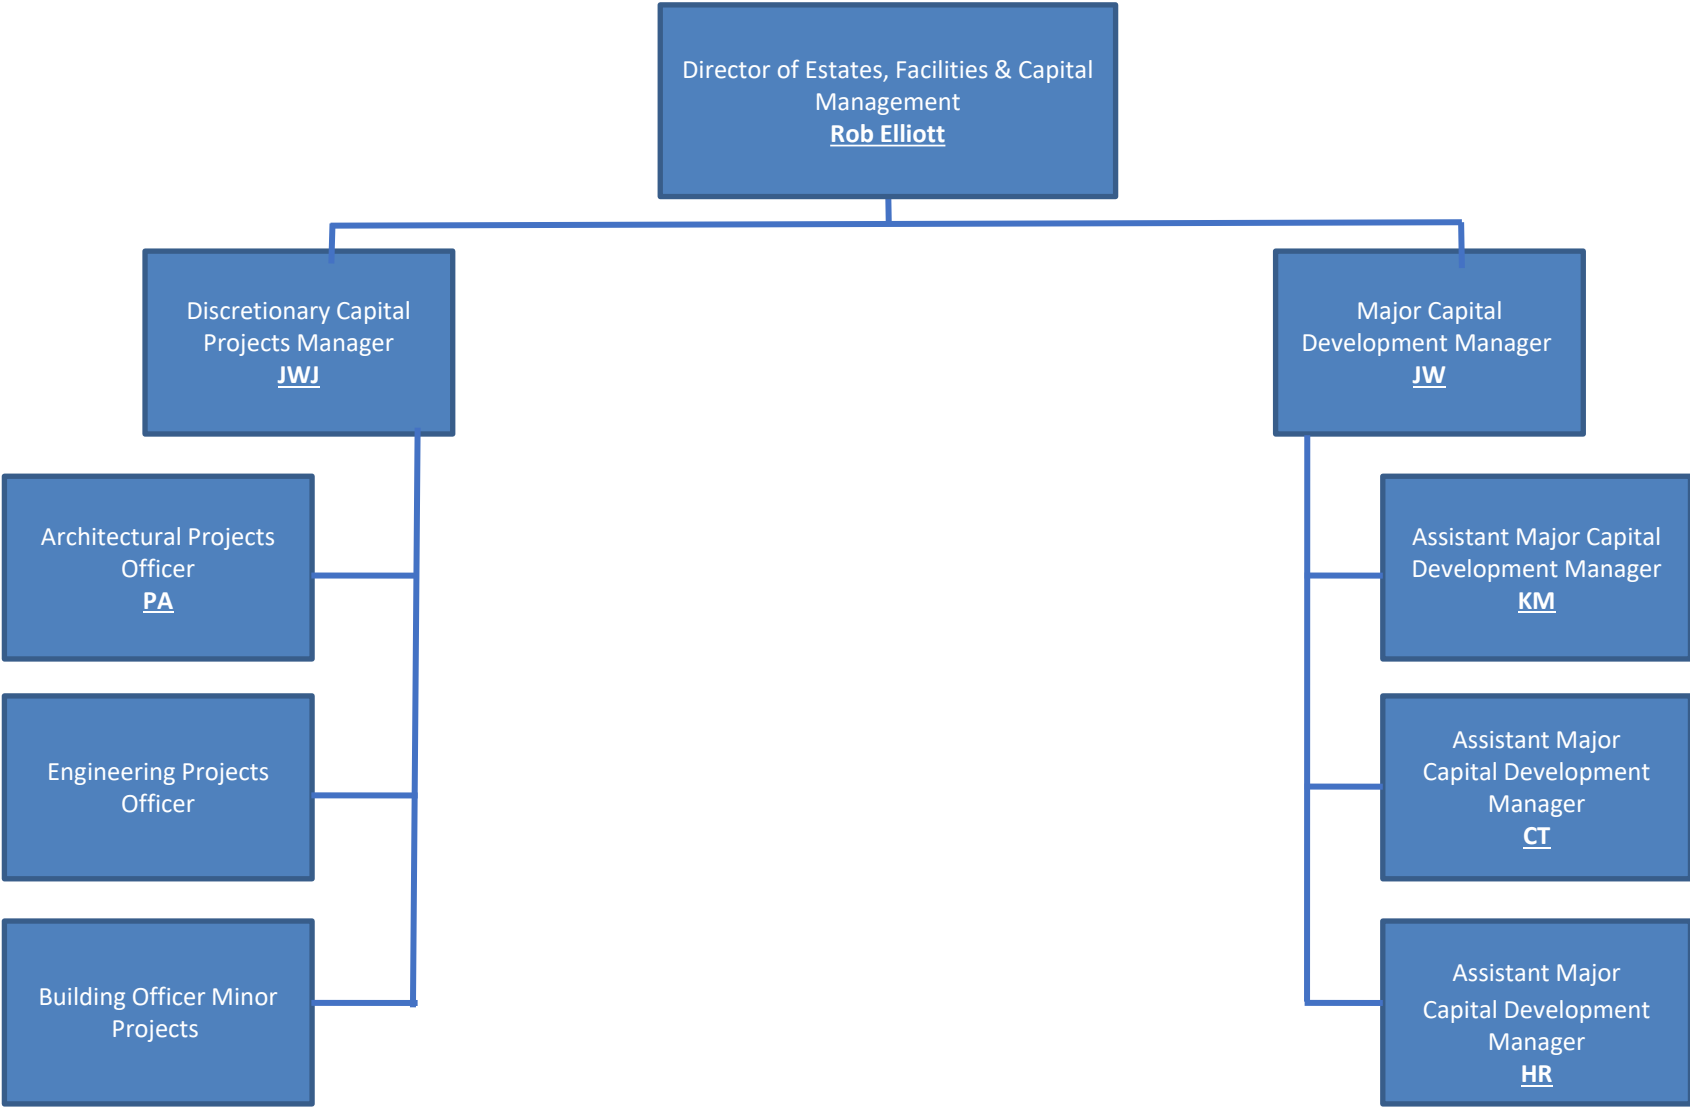 Director of Estates, Facilities & Capital
Management
Rob Elliott
Discretionary Capital
Projects Manager
JWJ
Major Capital
Development Manager
JW
Architectural Projects
Officer
PA
Assistant Major Capital
Development Manager
KM
Engineering Projects
Officer
Assistant Major
Capital Development
Manager
CT
Building Officer Minor
Projects
Assistant Major
Capital Development
Manager
HR